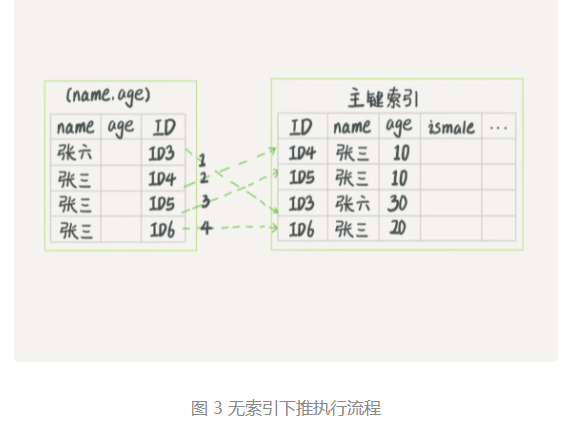 (name.age)
name age ID
张六 ID3
张三 ID4
张三 ID5
张三 ID6
1
2
3
4
主键索引
ID name age ismale ...
ID4 张三 10
ID5 张三 10
ID3 张六 30
ID6 张三 20
图 3 无索引下推执行流程